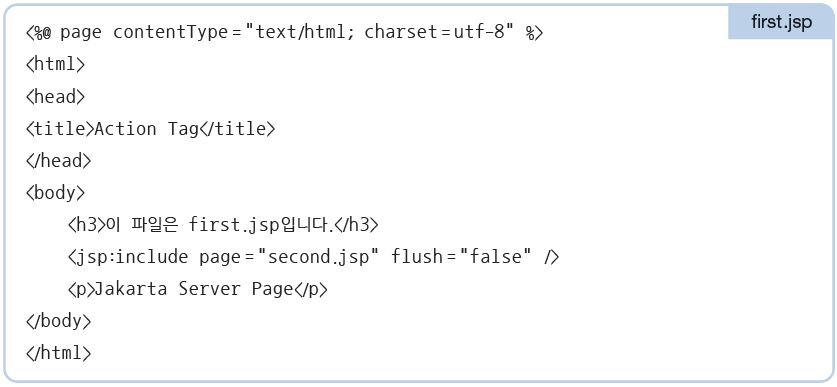 first.jsp
<%@ page contentType="text/html; charset=utf-8" %>
<html>
<head>
<title>Action Tag</title>
</head>
<body>
<h3>이 파일은 first.jsp입니다.</h3>
<jsp:include page="second.jsp" flush="false" />
<p>Jakarta Server Page</p>
</body>
</html>